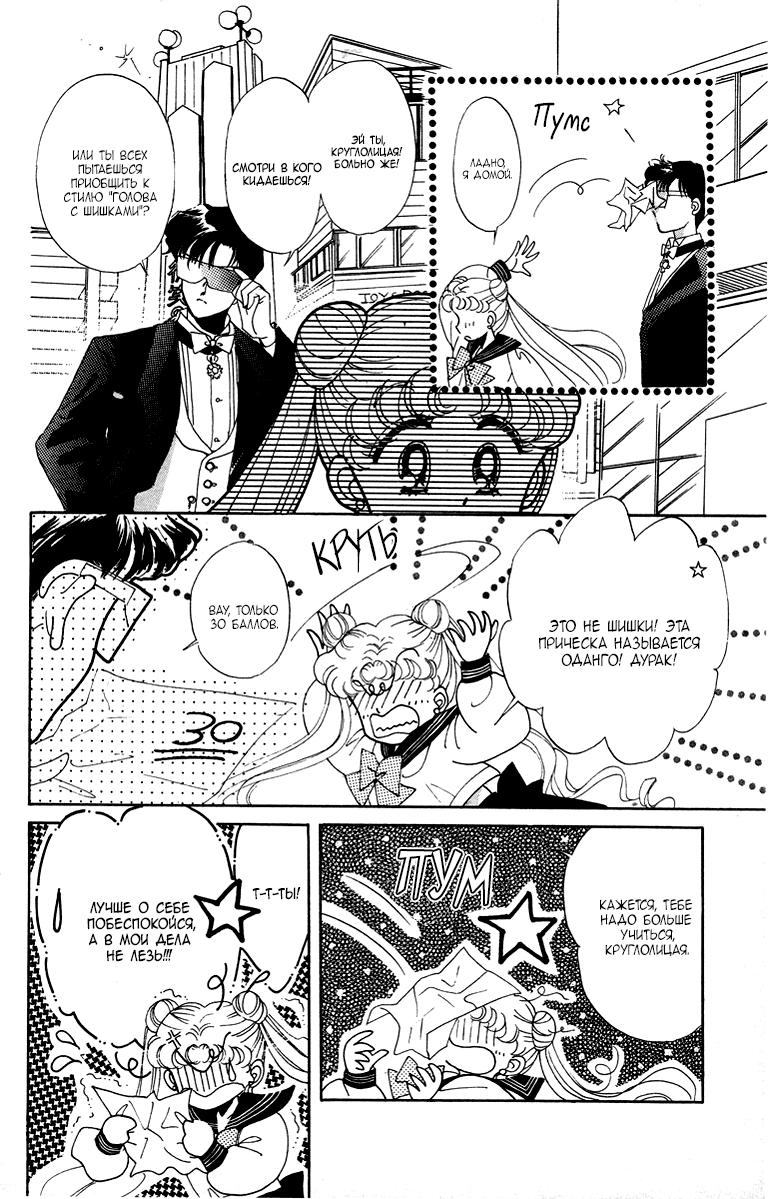 ЛАДНО,
Я ДОМОЙ.
Пумс
ЭЙ ТЫ,
КРУГЛОЛИЦАЯ!
БОЛЬНО ЖЕ!
СМОТРИ В КОГО
КИДАЕШЬСЯ!
ИЛИ ТЫ ВСЕХ
ПЫТАЕШЬСЯ
ПРИОБЩИТЬ К
СТИЛЮ "ГОЛОВА
С ШИШКАМИ"?
ЭТО НЕ ШИШКИ! ЭТА
ПРИЧЕСКА НАЗЫВАЕТСЯ
ОДАНГО! ДУРАК!
КРУТЬ
ВАУ, ТОЛЬКО
30 БАЛЛОВ.
30
КАЖЕТСЯ, ТЕБЕ
НАДО БОЛЬШЕ
УЧИТЬСЯ,
КРУГЛОЛИЦАЯ.
ПУМ
Т-Т-ТЫ!
ЛУЧШЕ О СЕБЕ
ПОБЕСПОКОЙСЯ,
А В МОИ ДЕЛА
НЕ ЛЕЗЬ!!!